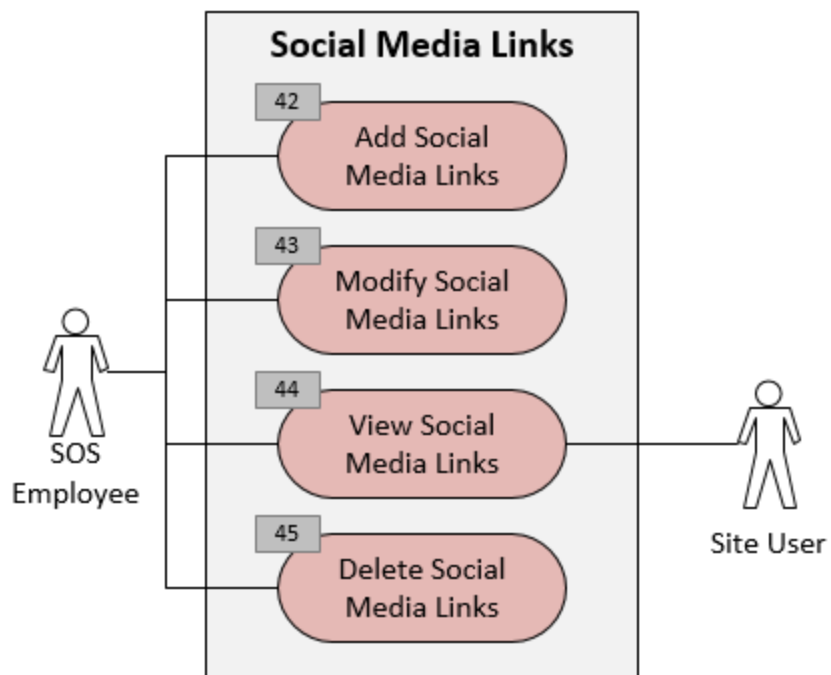 Social Media Links
42
Add Social
Media Links
43
Modify Social
Media Links
44
View Social
Media Links
45
Delete Social
Media Links
SOS
Employee
Site User